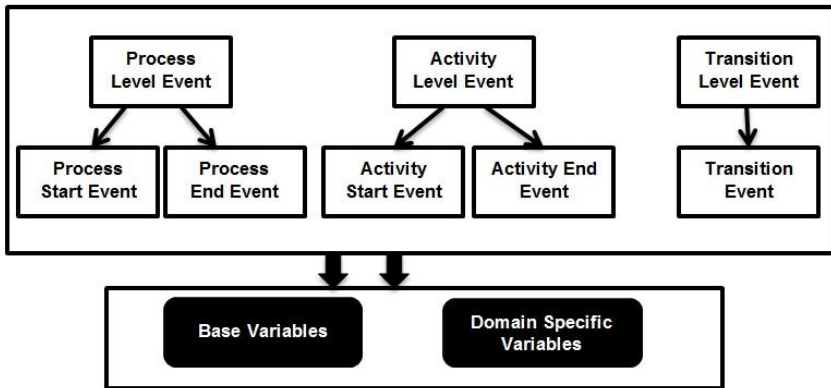 Process
Level Event
Activity
Level Event
Transition
Level Event
Process
Start Event
Process
End Event
Activity
Start Event
Activity End
Event
Transition
Event
Base Variables
Domain Specific
Variables